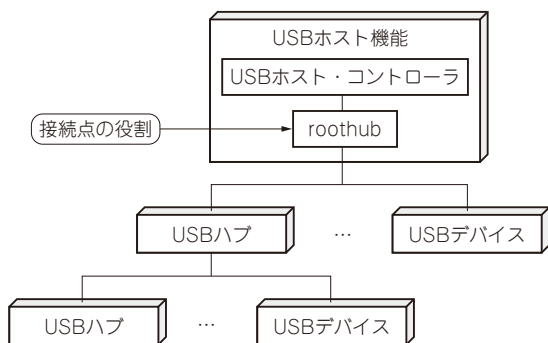 USBホスト機能
USBホスト・コントローラ
接続点の役割
roothub
USBハブ
…
USBデバイス
USBハブ
…
USBデバイス